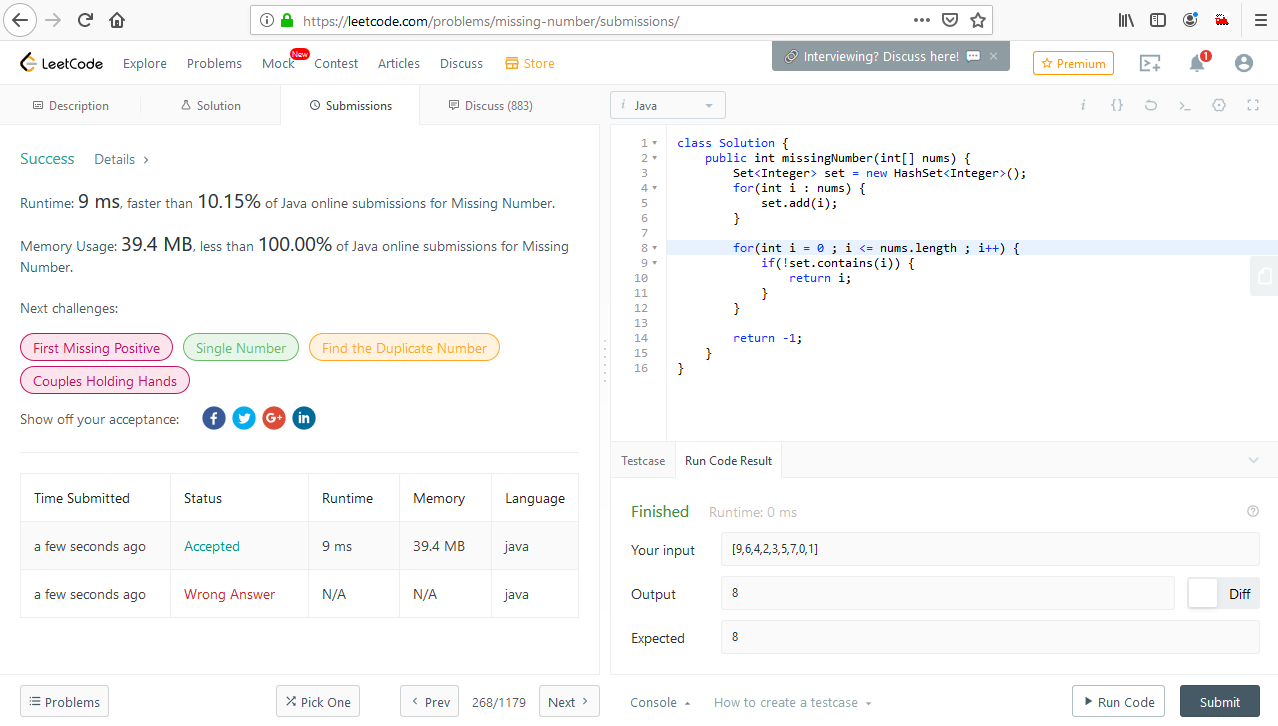 https://leetcode.com/problems/missing-number/submissions/
LeetCode
Explore
Problems
Mock
New
Contest
Articles
Discuss
Store
Interviewing? Discuss here!
Premium
1
Description
Solution
Submissions
Discuss (883)
i Java
Success
Details
Runtime: 9 ms, faster than 10.15% of Java online submissions for Missing Number.
Memory Usage: 39.4 MB, less than 100.00% of Java online submissions for Missing
Number.
Next challenges:
First Missing Positive
Single Number
Find the Duplicate Number
Couples Holding Hands
Show off your acceptance:
Time Submitted Status Runtime Memory Language
a few seconds ago Accepted 9 ms 39.4 MB java
a few seconds ago Wrong Answer N/A N/A java
Problems
Pick One
Prev
268/1179
Next
1 class Solution {
2 public int missingNumber(int[] nums) {
3 Set<Integer> set = new HashSet<Integer>();
4 for(int i : nums) {
5 set.add(i);
6 }
7
8 for(int i = 0 ; i <= nums.length ; i++) {
9 if(!set.contains(i)) {
10 return i;
11 }
12 }
13
14 return -1;
15 }
16 }
Testcase
Run Code Result
Finished
Runtime: 0 ms
Your input
[9,6,4,2,3,5,7,0,1]
Output
8
Diff
Expected
8
Console
How to create a testcase
Run Code
Submit